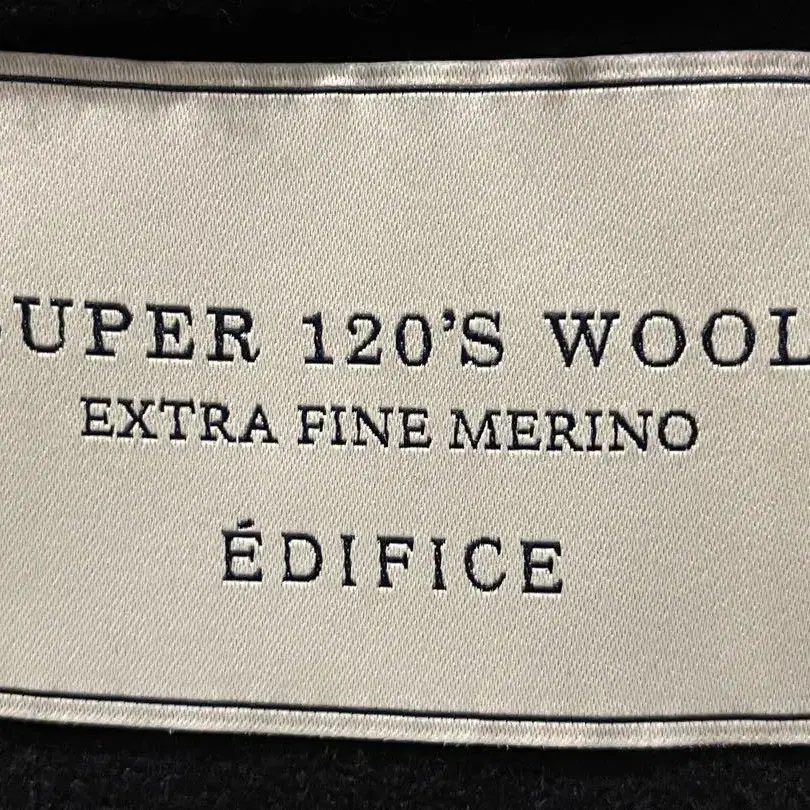 SUPER 120'S WOOL
EXTRA FINE MERINO
ÉDIFICE